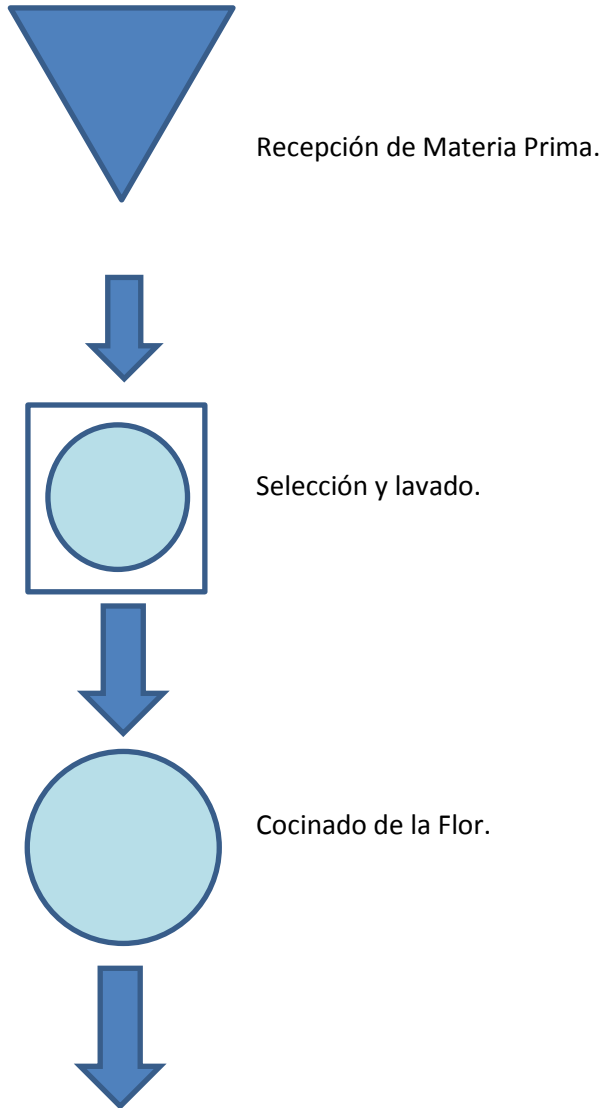 Recepción de Materia Prima.
Selección y lavado.
Cocinado de la Flor.